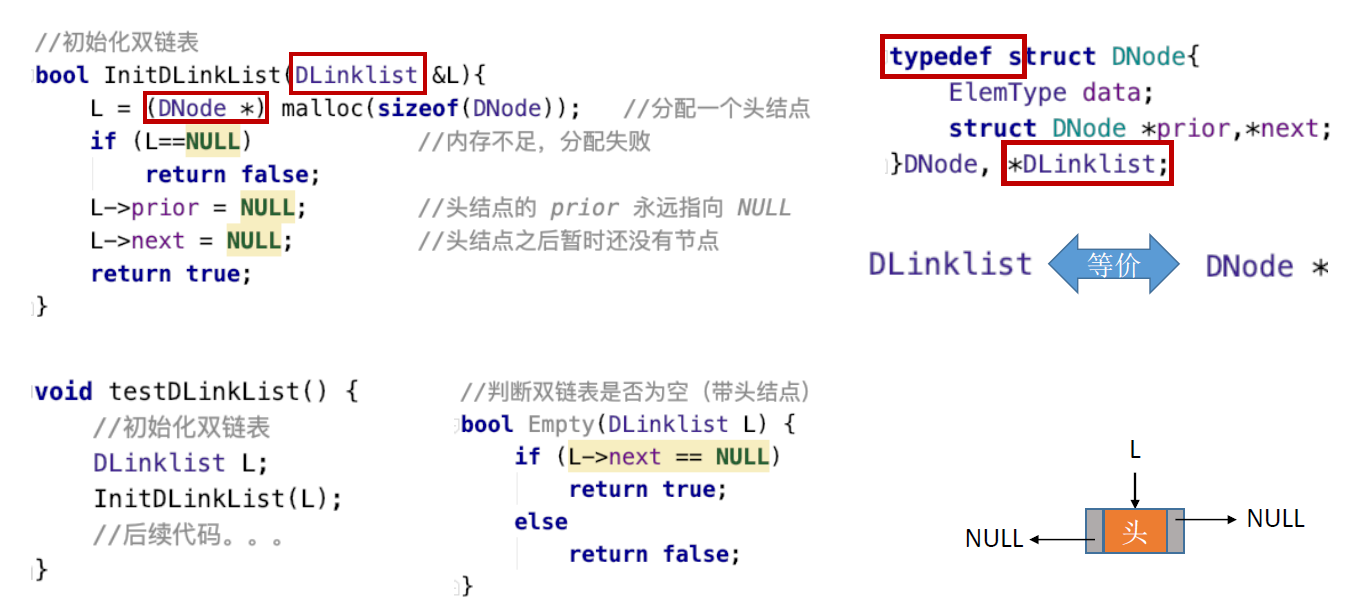 //初始化双链表
bool InitDLinkList(DLinklist &L){
L = (DNode *) malloc(sizeof(DNode)); //分配一个头结点
if (L==NULL) //内存不足，分配失败
return false;
L->prior = NULL; //头结点的 prior 永远指向 NULL
L->next = NULL; //头结点之后暂时还没有节点
return true;
}
typedef struct DNode{
ElemType data;
struct DNode *prior,*next;
}DNode, *DLinklist;
DLinklist 等价 DNode *
void testDLinkList() {
//初始化双链表
DLinklist L;
InitDLinkList(L);
//后续代码。。。
}
//判断双链表是否为空（带头结点）
bool Empty(DLinklist L) {
if (L->next == NULL)
return true;
else
return false;
}
L
NULL 头 NULL